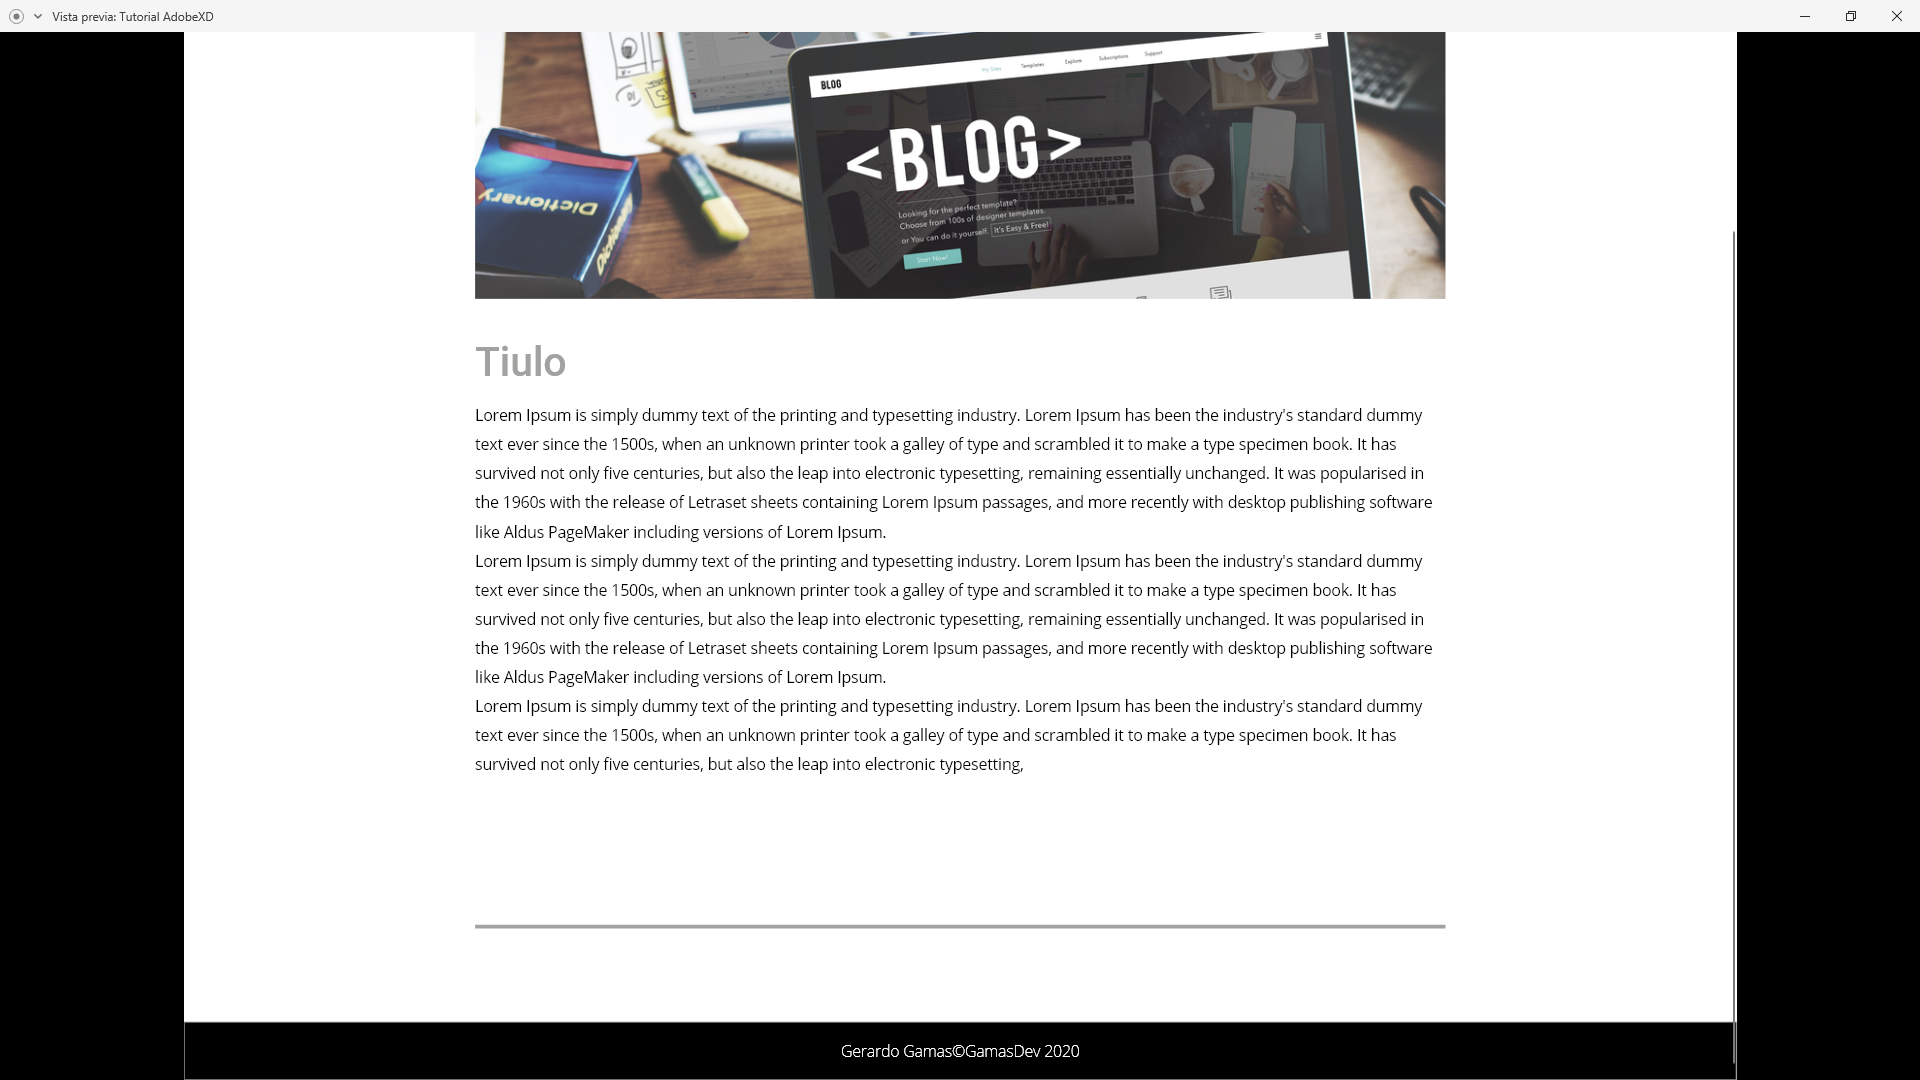 Vista previa: Tutorial AdobeXD
BLOG
My Sites Templates Explore Subscriptions Support
<BLOG>
Looking for the perfect template?
Choose from 100s of designer templates.
or You can do it yourself. It's Easy & Free!
Start Now!
Dictionary
Dictionary
Tiulo
Lorem Ipsum is simply dummy text of the printing and typesetting industry. Lorem Ipsum has been the industry's standard dummy
text ever since the 1500s, when an unknown printer took a galley of type and scrambled it to make a type specimen book. It has
survived not only five centuries, but also the leap into electronic typesetting, remaining essentially unchanged. It was popularised in
the 1960s with the release of Letraset sheets containing Lorem Ipsum passages, and more recently with desktop publishing software
like Aldus PageMaker including versions of Lorem Ipsum.
Lorem Ipsum is simply dummy text of the printing and typesetting industry. Lorem Ipsum has been the industry's standard dummy
text ever since the 1500s, when an unknown printer took a galley of type and scrambled it to make a type specimen book. It has
survived not only five centuries, but also the leap into electronic typesetting, remaining essentially unchanged. It was popularised in
the 1960s with the release of Letraset sheets containing Lorem Ipsum passages, and more recently with desktop publishing software
like Aldus PageMaker including versions of Lorem Ipsum.
Lorem Ipsum is simply dummy text of the printing and typesetting industry. Lorem Ipsum has been the industry's standard dummy
text ever since the 1500s, when an unknown printer took a galley of type and scrambled it to make a type specimen book. It has
survived not only five centuries, but also the leap into electronic typesetting,
Gerardo Gamas©GamasDev 2020